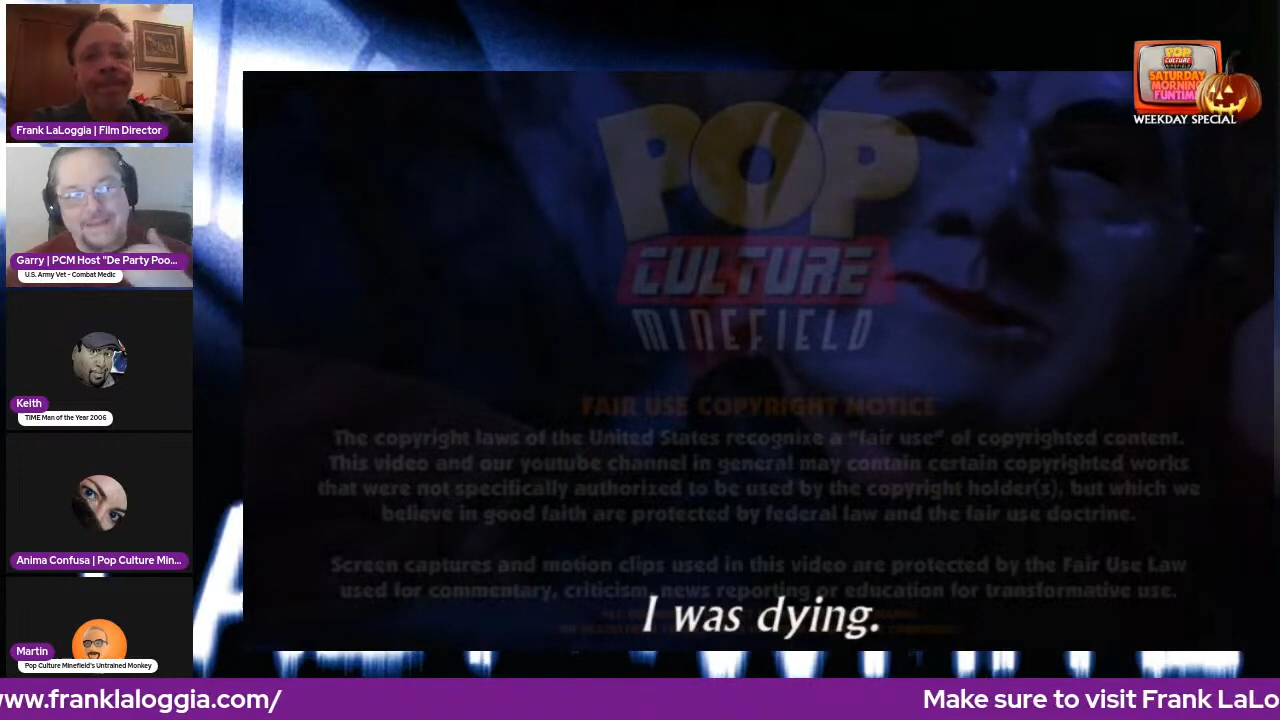 Frank LaLoggia | Film Director
Garry | PCM Host "De Party Poo...
U.S. Army Vet - Combat Medic
Keith
TIME Man of the Year 2006
Anima Confusa | Pop Culture Min...
Martin
Pop Culture Minefield's Untrained Monkey
POP
CULTURE
MINEFIELD
SATURDAY
MORNING
FUNTIME
WEEKDAY SPECIAL
POP
CULTURE
MINEFIELD
FAIR USE COPYRIGHT NOTICE
The copyright laws of the United States recognize a "fair use" of copyrighted content.
This video and our youtube channel in general may contain certain copyrighted works
that were not specifically authorized to be used by the copyright holder(s), but which we
believe in good faith are protected by federal law and the fair use doctrine.
Screen captures and motion clips used in this video are protected by the Fair Use Law
used for commentary, criticism, news reporting or education for transformative use.
I was dying.
www.franklaloggia.com/
Make sure to visit Frank LaLo